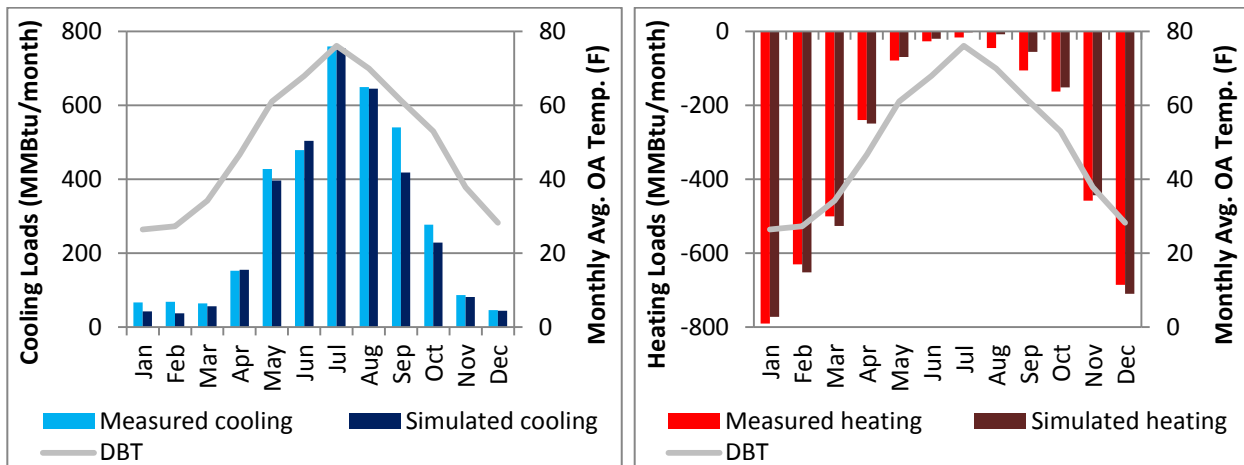 Cooling Loads (MMBtu/month)
800
600
400
200
0
80
60
40
20
0
Monthly Avg. OA Temp. (F)
Jan Feb Mar Apr May Jun Jul Aug Sep Oct Nov Dec
Measured cooling Simulated cooling
DBT
Heating Loads (MMBtu/month)
0
-200
-400
-600
-800
80
60
40
20
0
Monthly Avg. OA Temp. (F)
Jan Feb Mar Apr May Jun Jul Aug Sep Oct Nov Dec
Measured heating Simulated heating
DBT